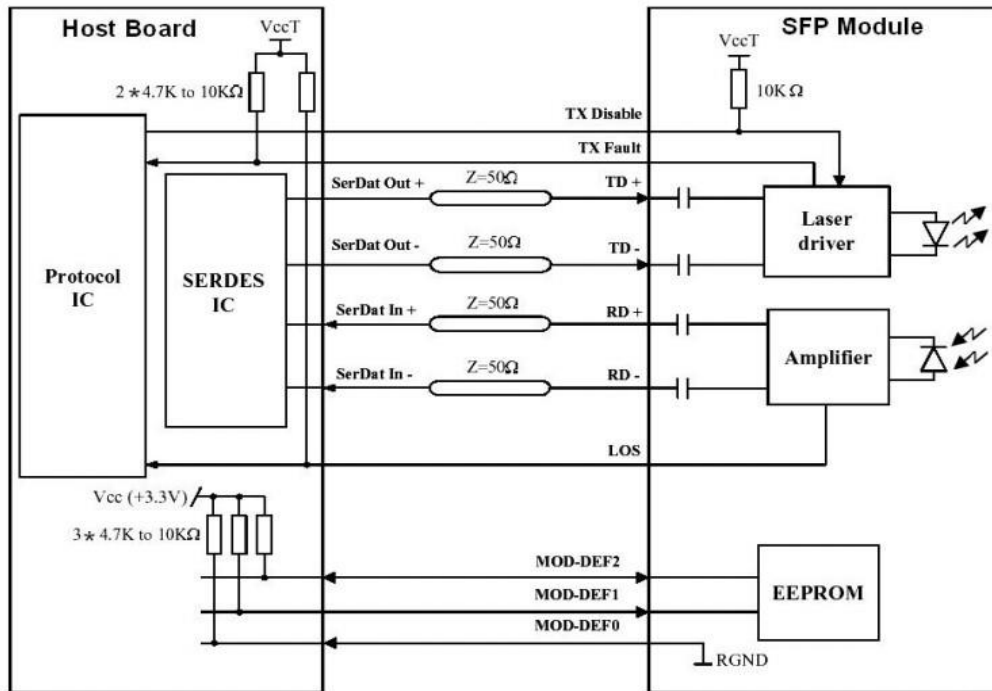 Host Board
VccT
2*4.7K to 10KΩ
SFP Module
VccT
10KΩ
TX Disable
TX Fault
SerDat Out +
Z=50Ω
TD +
SerDat Out -
Z=50Ω
TD -
SerDat In +
Z=50Ω
RD +
SerDat In -
Z=50Ω
RD -
LOS
Protocol
IC
SERDES
IC
Laser
driver
Amplifier
Vcc (+3.3V)
3*4.7K to 10KΩ
MOD-DEF2
MOD-DEF1
MOD-DEF0
EEPROM
RGND